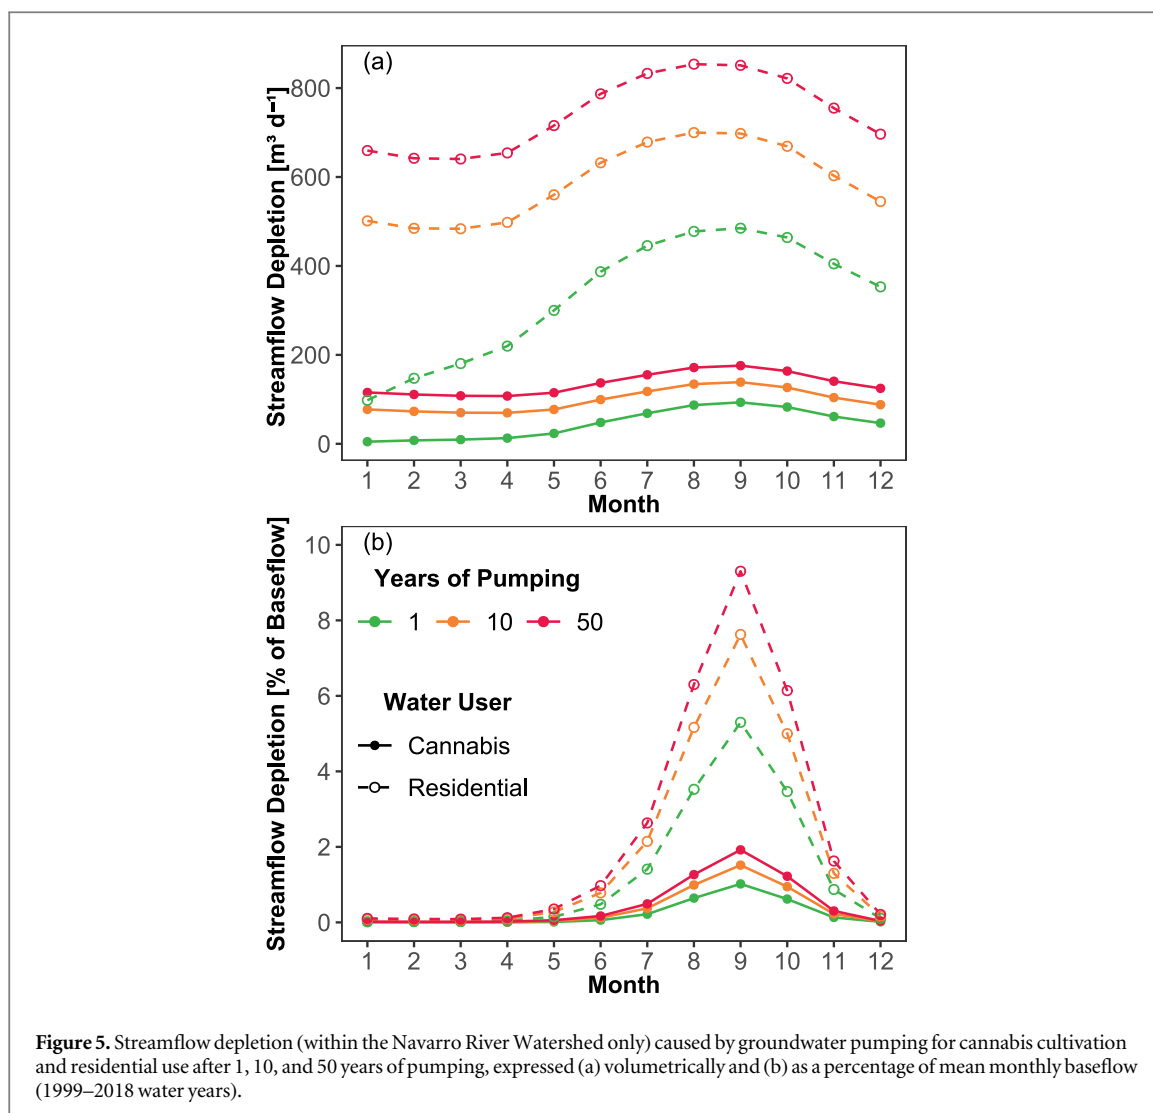 (a)
Streamflow Depletion [m³ d⁻¹]
800
600
400
200
0
1 2 3 4 5 6 7 8 9 10 11 12
Month
(b)
Streamflow Depletion [% of Baseflow]
10
8
6
4
2
0
Years of Pumping
1 10 50
Water User
Cannabis
Residential
1 2 3 4 5 6 7 8 9 10 11 12
Month
Figure 5. Streamflow depletion (within the Navarro River Watershed only) caused by groundwater pumping for cannabis cultivation
and residential use after 1, 10, and 50 years of pumping, expressed (a) volumetrically and (b) as a percentage of mean monthly baseflow
(1999–2018 water years).